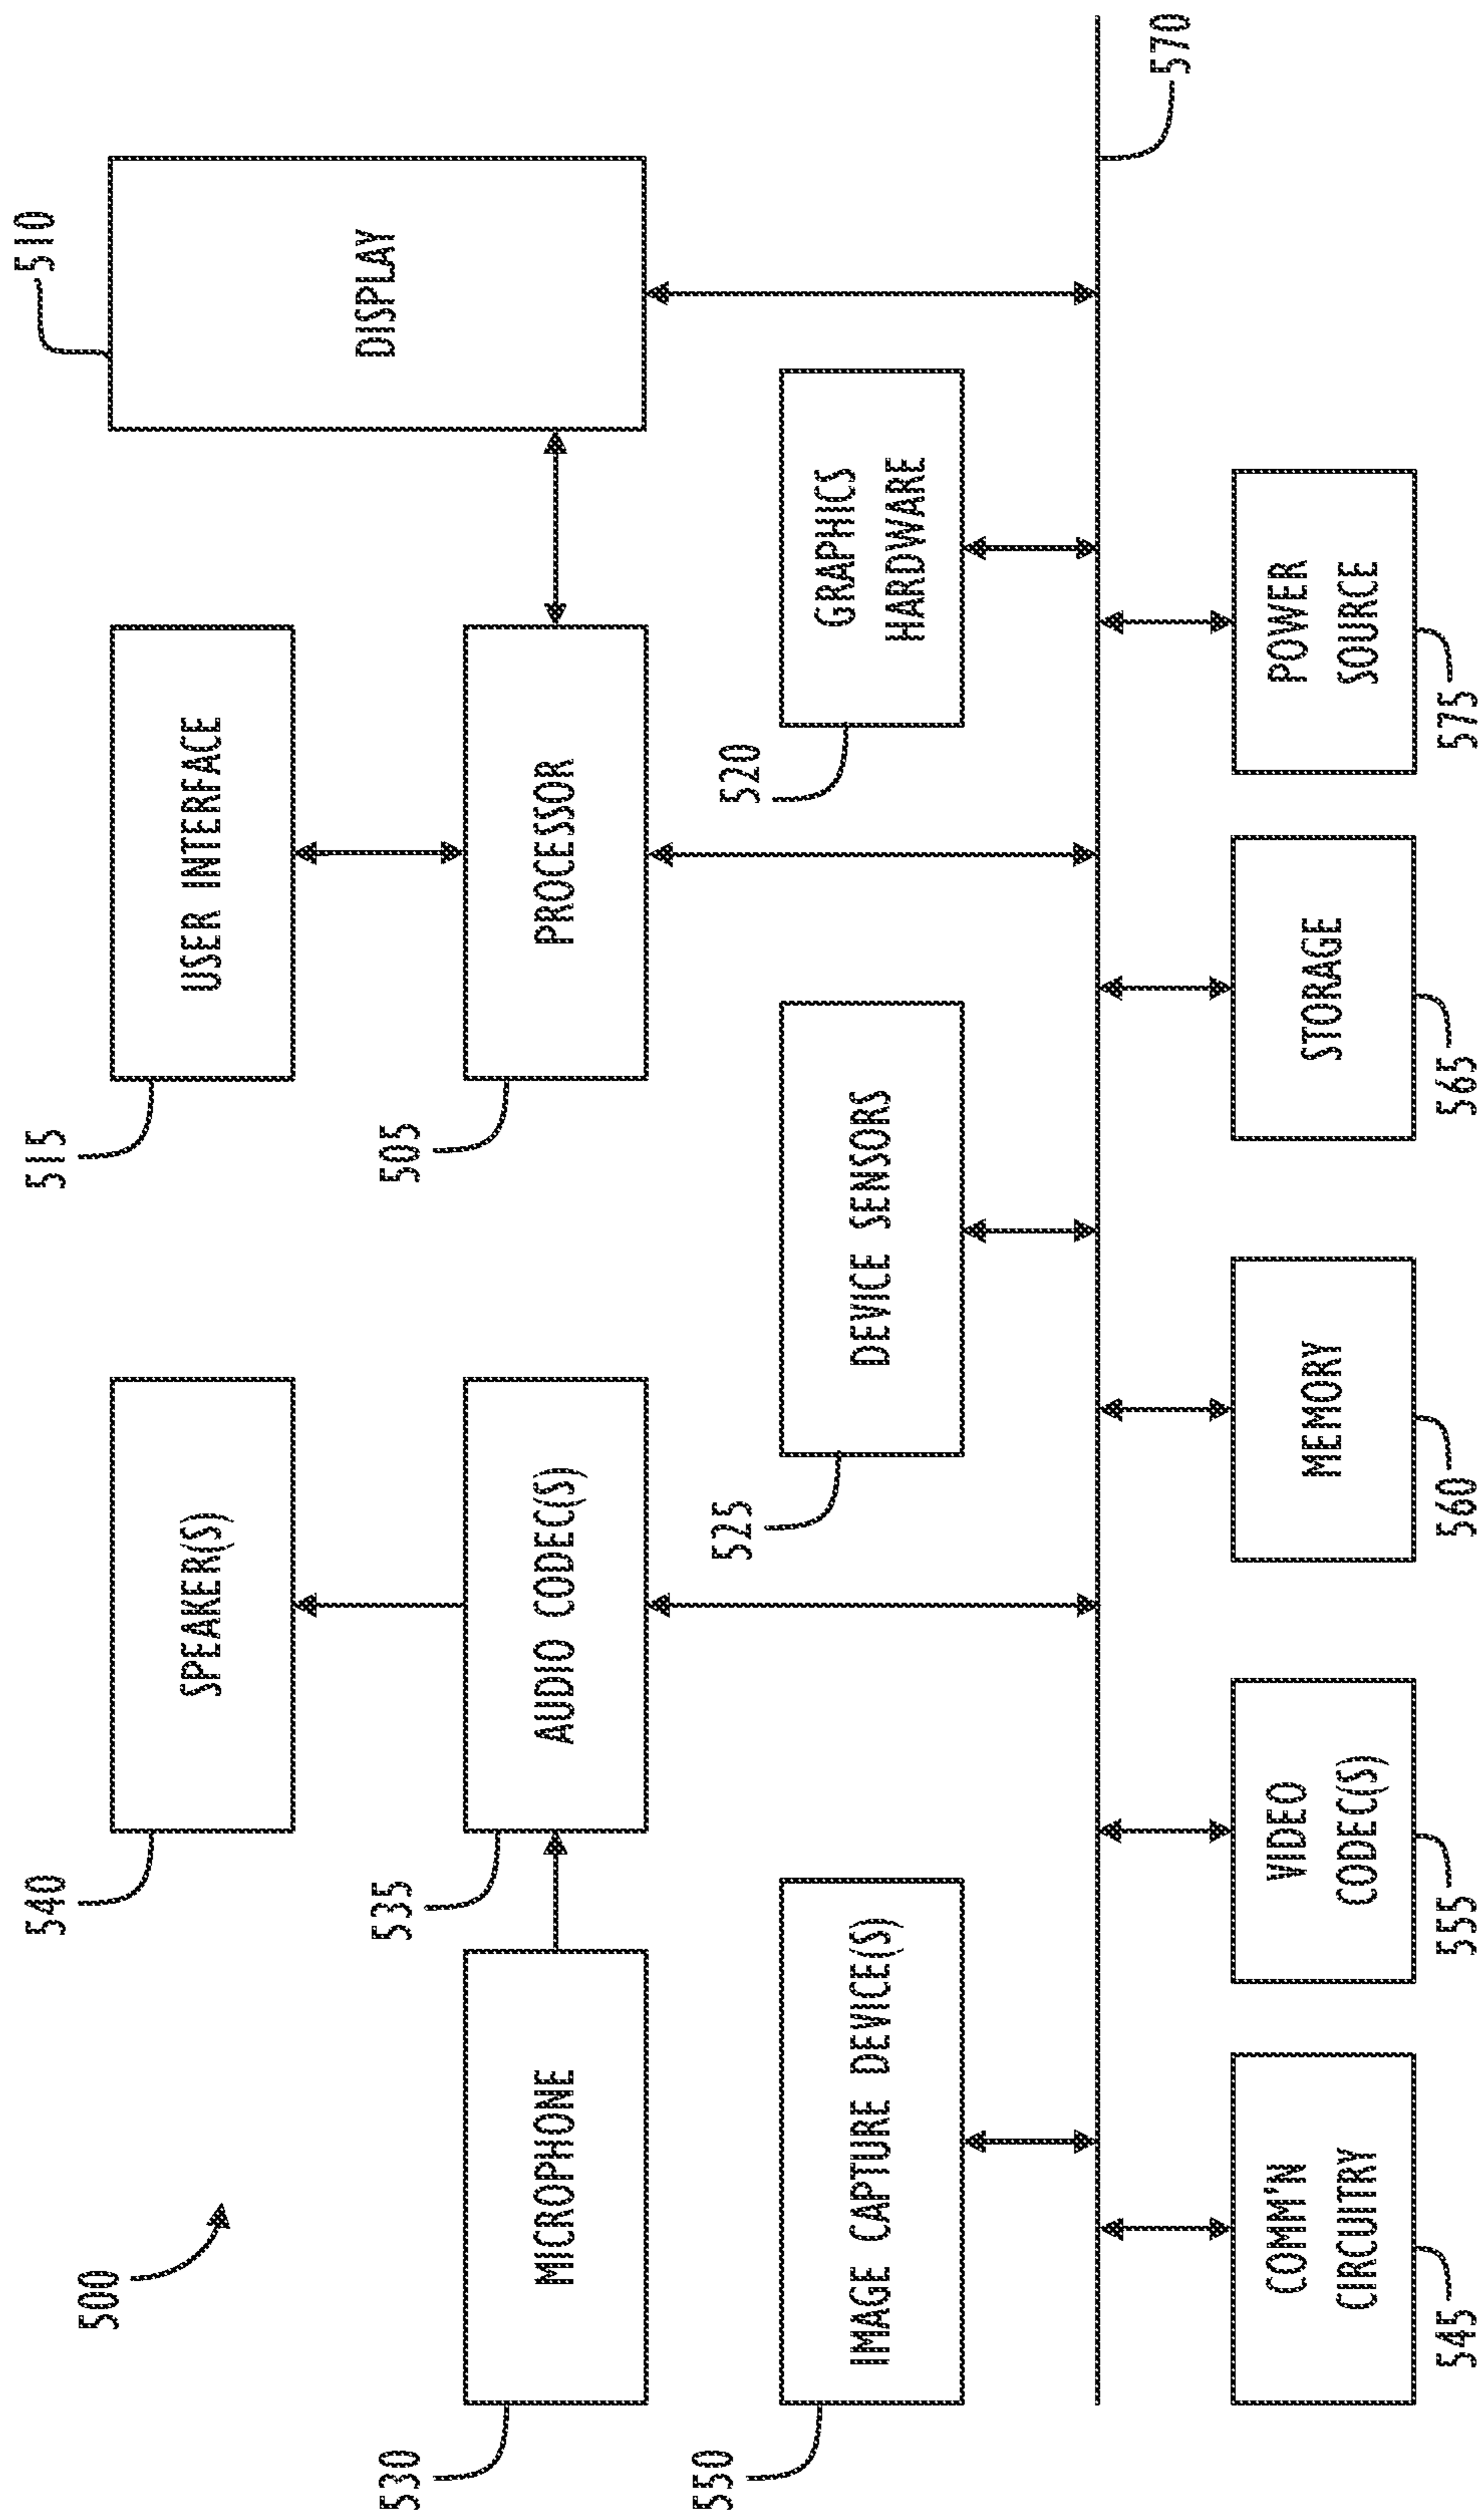 500
540
SPEAKER(S)
515
USER INTERFACE
510
DISPLAY
530
MICROPHONE
535
AUDIO CODEC(S)
505
PROCESSOR
550
IMAGE CAPTURE DEVICE(S)
525
DEVICE SENSORS
520
GRAPHICS
HARDWARE
570
COMM'N
CIRCUITRY
545
VIDEO
CODEC(S)
555
MEMORY
560
STORAGE
565
POWER
SOURCE
575